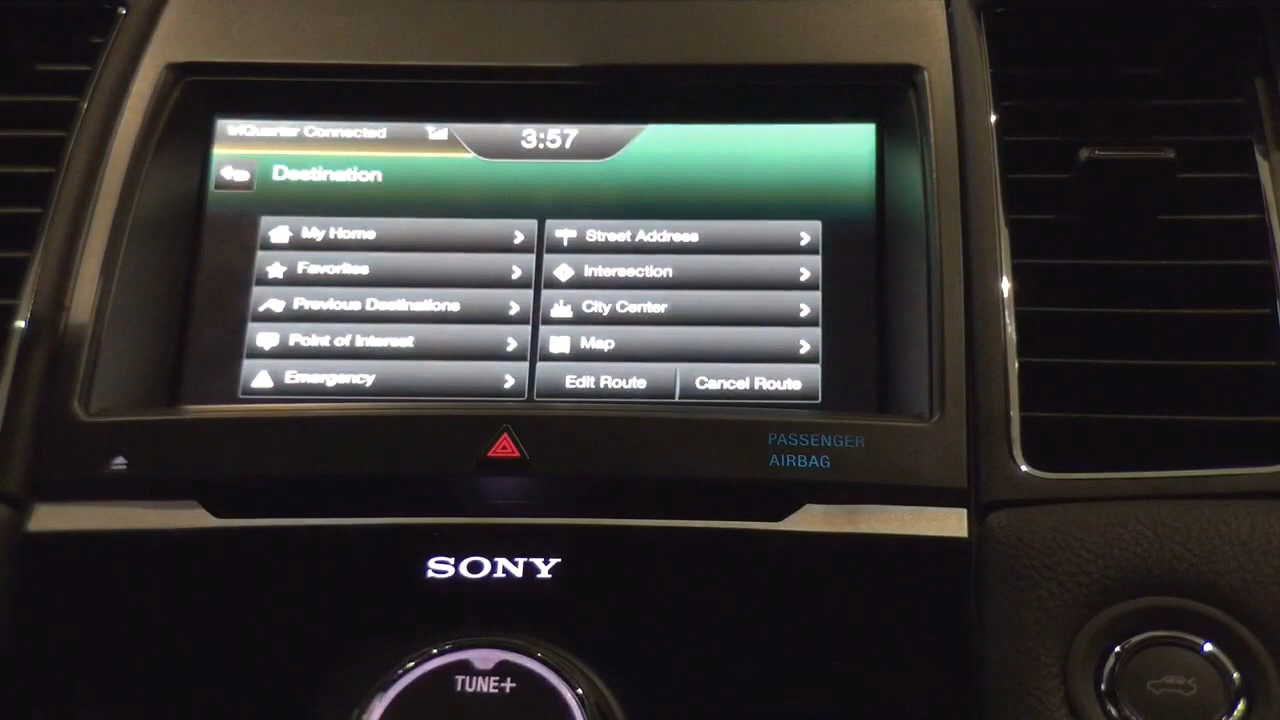 Connected
3:57
Destination
My Home
Street Address
Favorites
Intersection
Previous Destinations
City Center
Point of Interest
Map
Emergency
Edit Route
Cancel Route
PASSENGER
AIRBAG
SONY
TUNE+